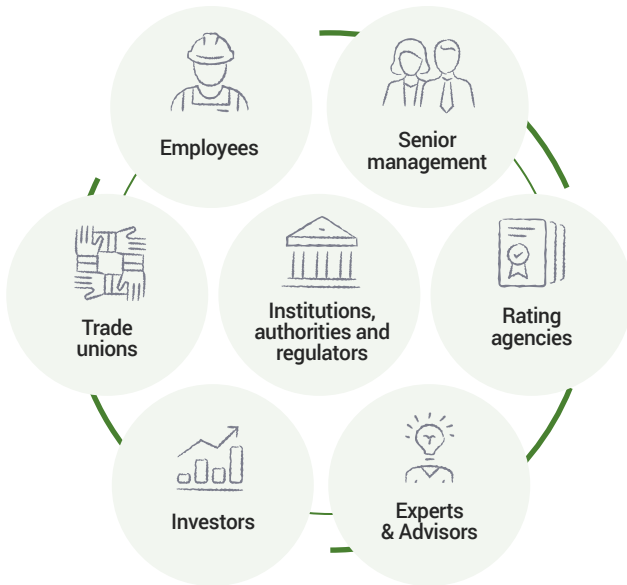 Employees
Senior
management
Trade
unions
Institutions,
authorities and
regulators
Rating
agencies
Investors
Experts
& Advisors